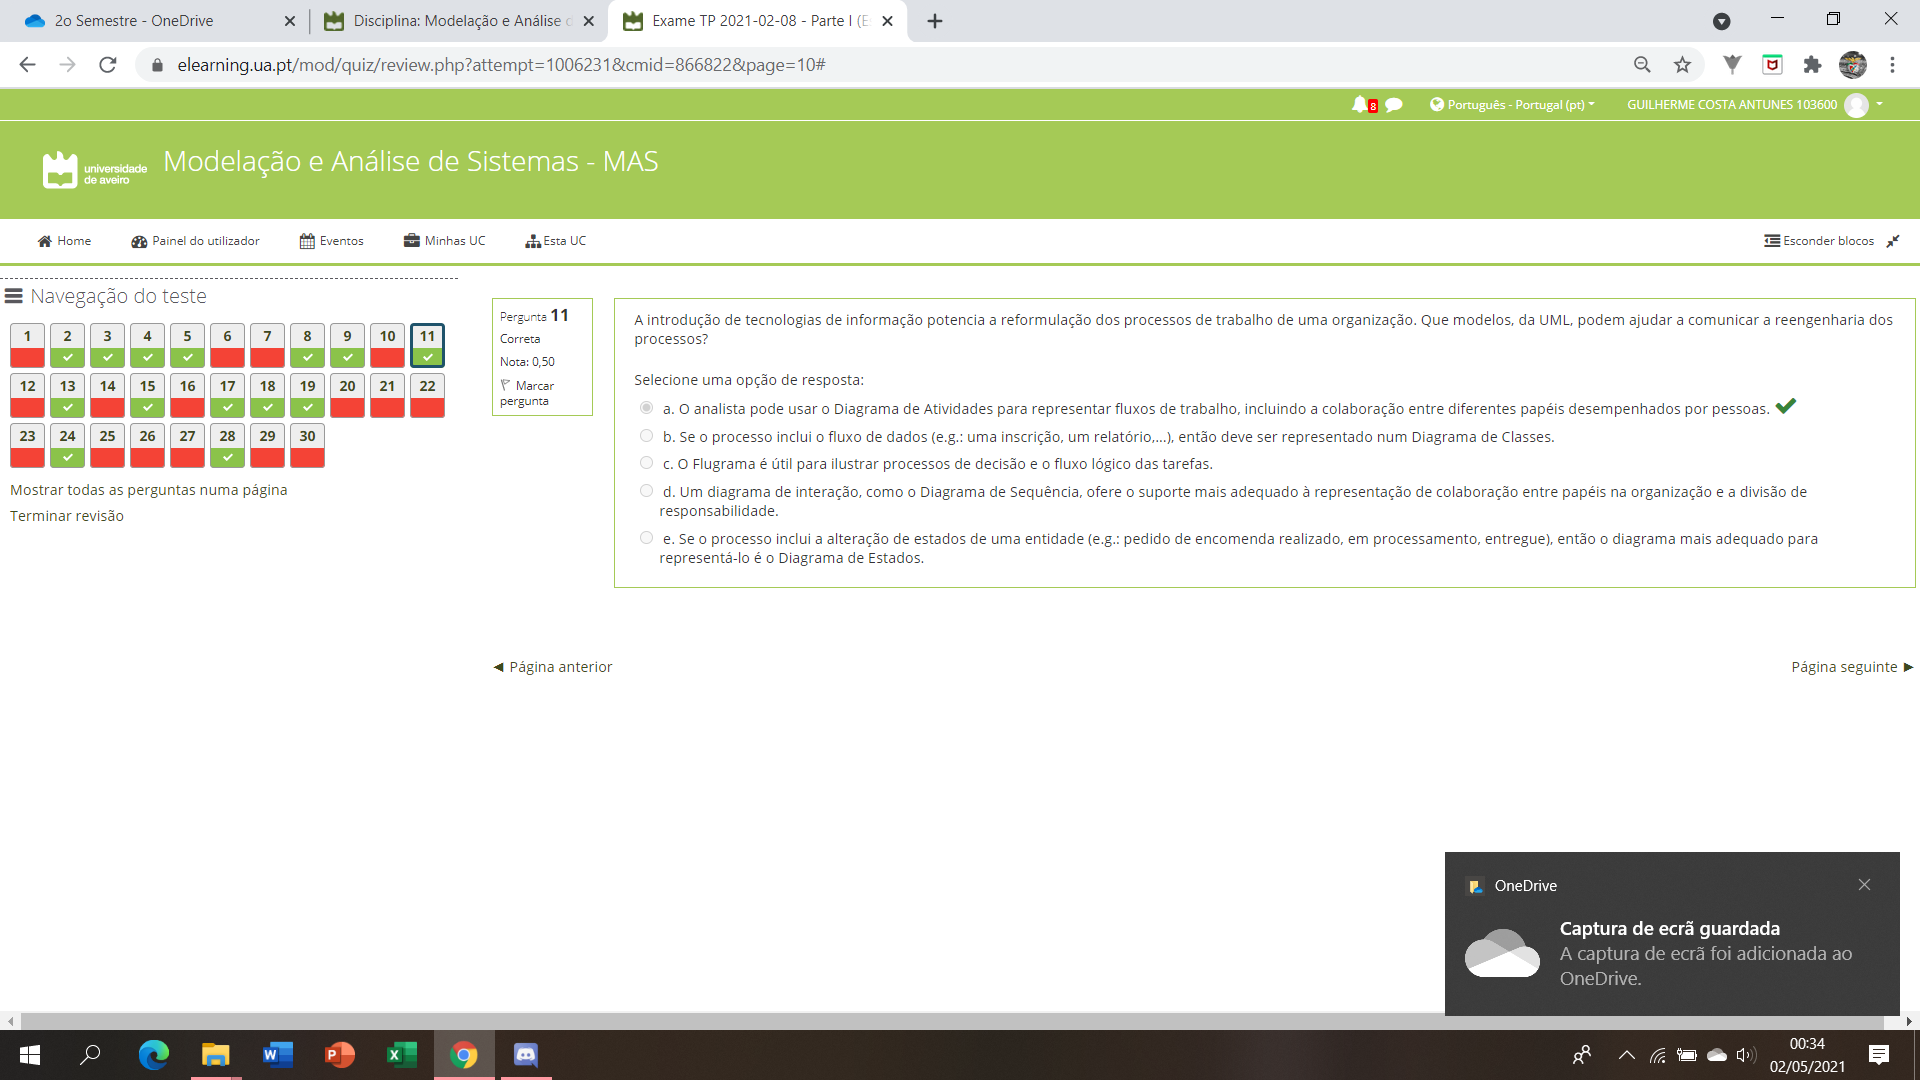 2o Semestre - OneDrive
Disciplina: Modelação e Análise d
Exame TP 2021-02-08 - Parte I (E
elearning.ua.pt/mod/quiz/review.php?attempt=1006231&cmid=866822&page=10#
8
Português - Portugal (pt)
GUILHERME COSTA ANTUNES 103600
universidade
de aveiro
Modelação e Análise de Sistemas - MAS
Home
Painel do utilizador
Eventos
Minhas UC
Esta UC
Esconder blocos
Navegação do teste
1 2 3 4 5 6 7 8 9 10 11
12 13 14 15 16 17 18 19 20 21 22
23 24 25 26 27 28 29 30
Mostrar todas as perguntas numa página
Terminar revisão
Pergunta 11
Correta
Nota: 0,50
Marcar
pergunta
A introdução de tecnologias de informação potencia a reformulação dos processos de trabalho de uma organização. Que modelos, da UML, podem ajudar a comunicar a reengenharia dos
processos?
Selecione uma opção de resposta:
a. O analista pode usar o Diagrama de Atividades para representar fluxos de trabalho, incluindo a colaboração entre diferentes papéis desempenhados por pessoas.
b. Se o processo inclui o fluxo de dados (e.g.: uma inscrição, um relatório,...), então deve ser representado num Diagrama de Classes.
c. O Flugrama é útil para ilustrar processos de decisão e o fluxo lógico das tarefas.
d. Um diagrama de interação, como o Diagrama de Sequência, ofere o suporte mais adequado à representação de colaboração entre papéis na organização e a divisão de
responsabilidade.
e. Se o processo inclui a alteração de estados de uma entidade (e.g.: pedido de encomenda realizado, em processamento, entregue), então o diagrama mais adequado para
representá-lo é o Diagrama de Estados.
◄ Página anterior
Página seguinte ►
OneDrive
Captura de ecrã guardada
A captura de ecrã foi adicionada ao
OneDrive.
00:34
02/05/2021